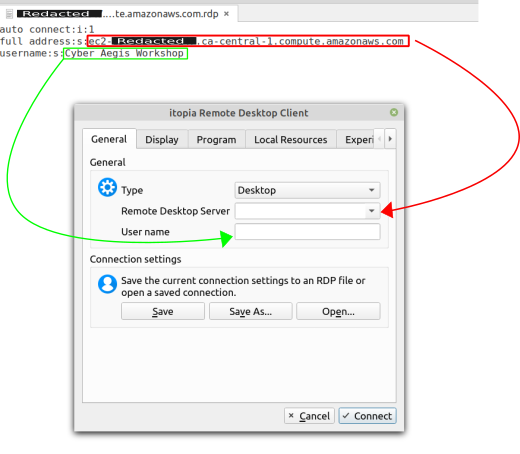 Redacted ....te.amazonaws.com.rdp ×
auto connect:i:1
full address:s:ec2-Redacted.ca-central-1.compute.amazonaws.com
username:s:Cyber Aegis Workshop
itopia Remote Desktop Client
General Display Program Local Resources Experi
General
Type Desktop
Remote Desktop Server
User name
Connection settings
Save the current connection settings to an RDP file or
open a saved connection.
Save Save As... Open...
× Cancel ✓ Connect